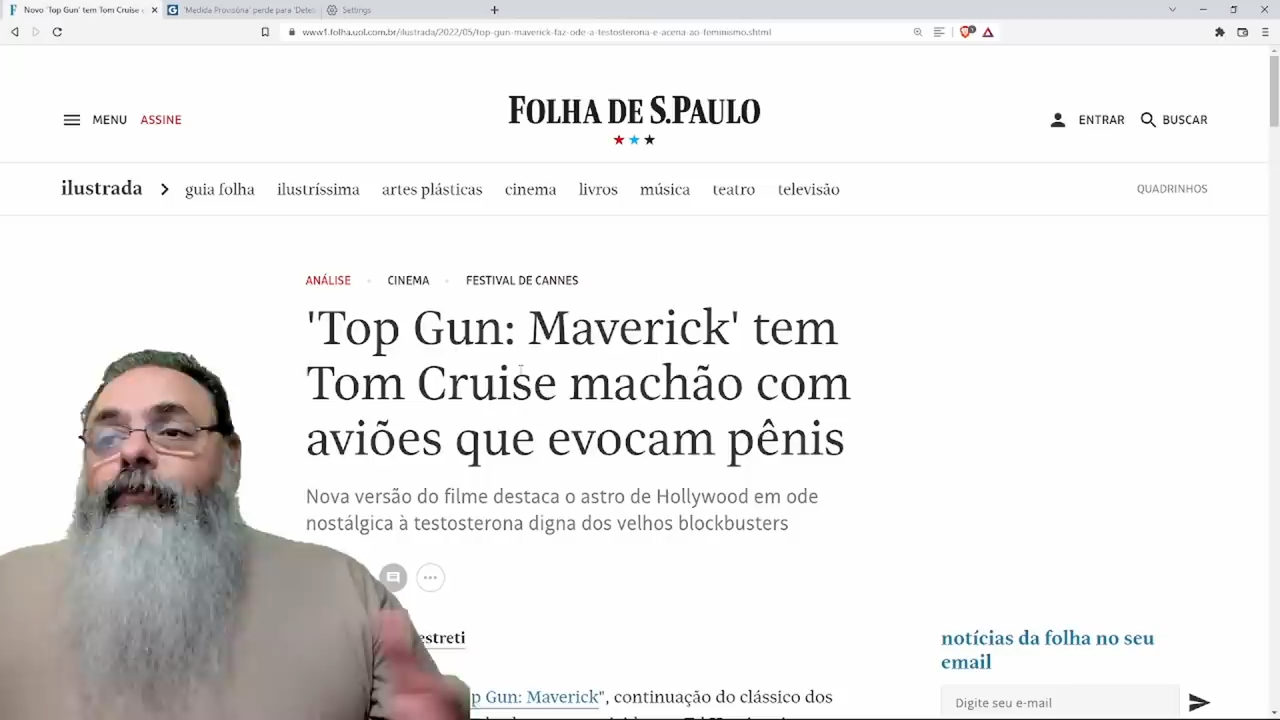 Novo 'Top Gun' tem Tom Cruise
'Medida Provisória' perde para 'Dete
Settings
www1.folha.uol.com.br/ilustrada/2022/05/top-gun-maverick-faz-ode-a-testosterona-e-acena-ao-feminismo.shtml
MENU
ASSINE
FOLHA DE S.PAULO
ENTRAR
BUSCAR
ilustrada
guia folha
ilustríssima
artes plásticas
cinema
livros
música
teatro
televisão
QUADRINHOS
ANÁLISE
CINEMA
FESTIVAL DE CANNES
'Top Gun: Maverick' tem
Tom Cruise machão com
aviões que evocam pênis
Nova versão do filme destaca o astro de Hollywood em ode
nostálgica à testosterona digna dos velhos blockbusters
estreti
notícias da folha no seu
email
p Gun: Maverick", continuação do clássico dos
Digite seu e-mail